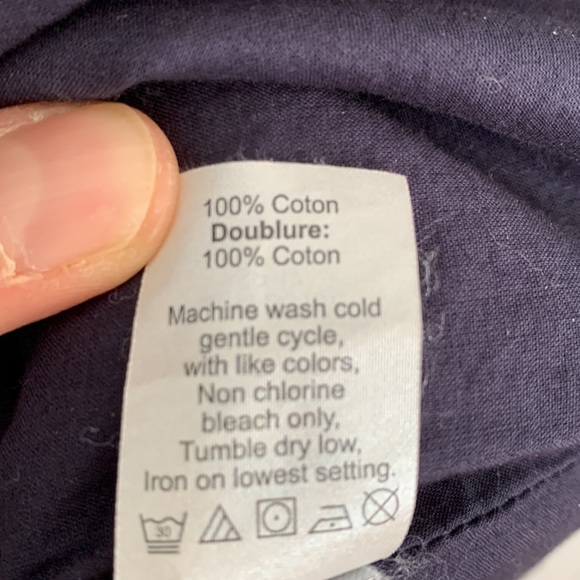 100% Coton
Doublure:
100% Coton
Machine wash cold
gentle cycle,
with like colors,
Non chlorine
bleach only,
Tumble dry low,
Iron on lowest setting.
30